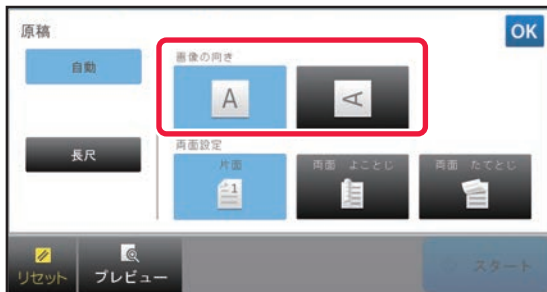 原稿
OK
自動
画像の向き
A
A
長尺
両面設定
片面
1
両面 よことじ
両面 たてとじ
リセット
プレビュー
スタート